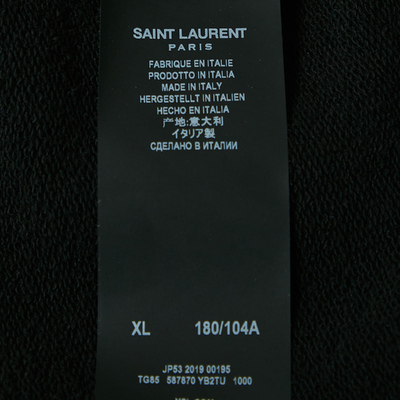 SAINT LAURENT
PARIS
FABRIQUE EN ITALIE
PRODOTTO IN ITALIA
MADE IN ITALY
HERGESTELLT IN ITALIEN
HECHO EN ITALIA
产地:意大利
イタリア製
СДЕЛАНО В ИТАЛИИ
XL 180/104A
JP53 2019 00195
TG85 587870 YB2TU 1000